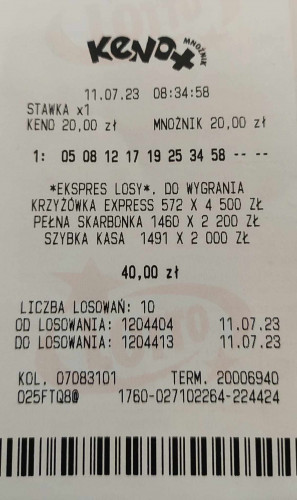 KENO+
MNOŻNIK
11.07.23 08:34:58
STAWKA x1
KENO 20,00 zł MNOŻNIK 20,00 zł
1: 05 08 12 17 19 25 34 58 -- --
*EKSPRES LOSY*. DO WYGRANIA
KRZYŻÓWKA EXPRESS 572 X 4 500 ZŁ
PEŁNA SKARBONKA 1460 X 2 200 ZŁ
SZYBKA KASA 1491 X 2 000 ZŁ
40,00 zł
LICZBA LOSOWAŃ: 10
OD LOSOWANIA: 1204404 11.07.23
DO LOSOWANIA: 1204413 11.07.23
KOL. 07083101 TERM. 20006940
025FTQ8@ 1760-027102264-224424